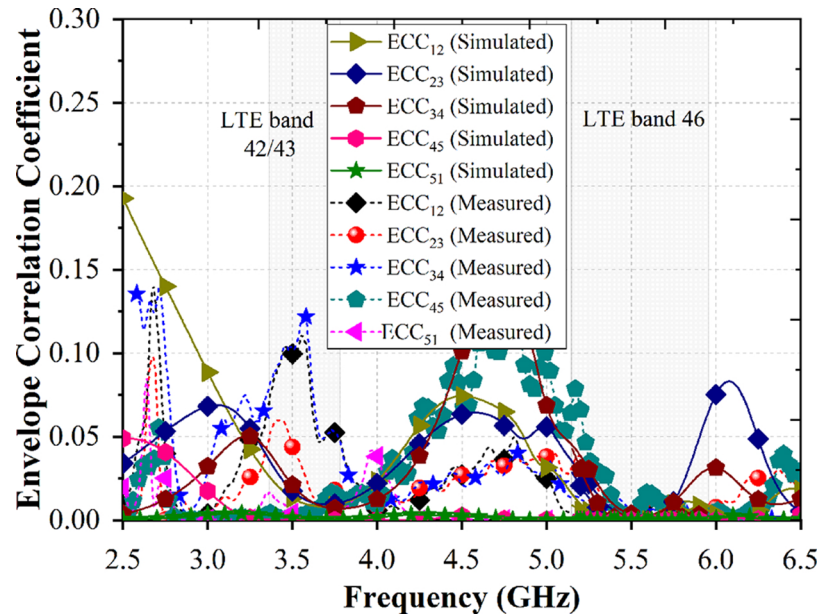 Envelope Correlation Coefficient
0.30
0.25
0.20
0.15
0.10
0.05
0.00
LTE band
42/43
ECC12 (Simulated)
ECC23 (Simulated)
ECC34 (Simulated)
ECC45 (Simulated)
ECC51 (Simulated)
ECC12 (Measured)
ECC23 (Measured)
ECC34 (Measured)
ECC45 (Measured)
ECC51 (Measured)
LTE band 46
2.5 3.0 3.5 4.0 4.5 5.0 5.5 6.0 6.5
Frequency (GHz)